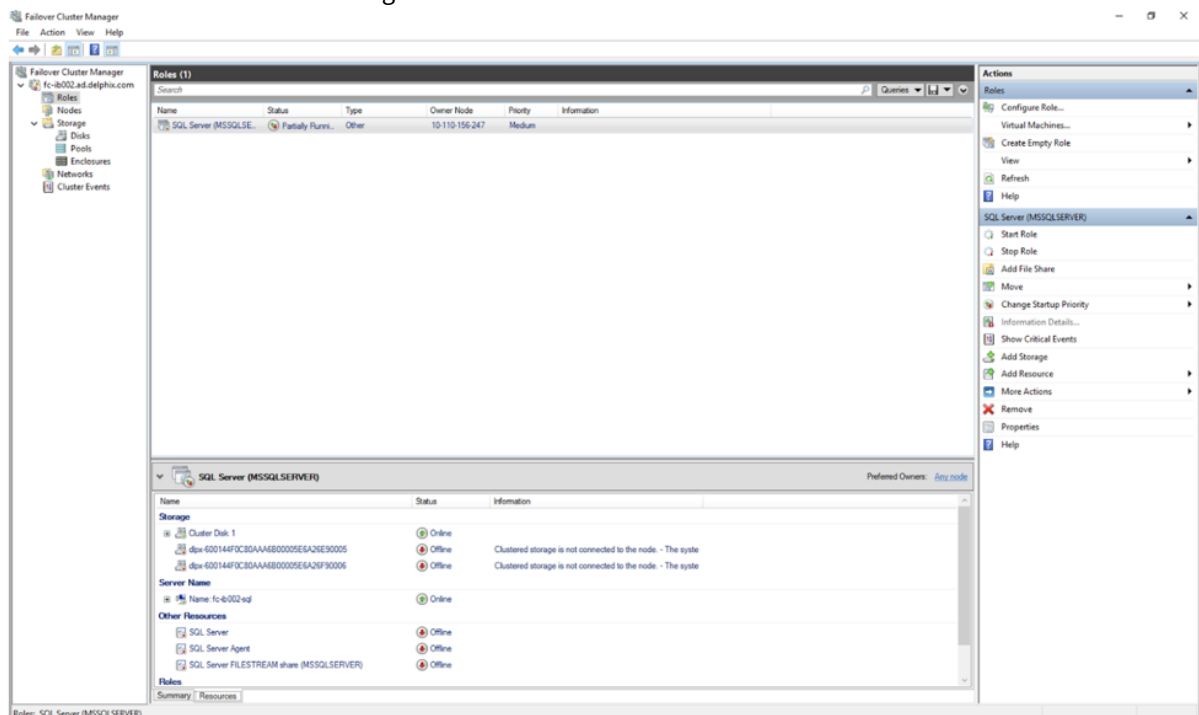 Failover Cluster Manager
File Action View Help
Failover Cluster Manager
fc-ib002.ad.delphix.com
Roles
Nodes
Storage
Disks
Pools
Enclosures
Networks
Cluster Events
Roles (1)
Search
Queries
Name Status Type Owner Node Priority Information
SQL Server (MSSQLSE... Partially Runni... Other 10-110-156-247 Medium
SQL Server (MSSQLSERVER)
Preferred Owners: Any node
Name Status Information
Storage
Cluster Disk 1 Online
dlpx-600144F0C80AAA6B00005E6A26E90005 Offline Clustered storage is not connected to the node. - The syste
dlpx-600144F0C80AAA6B00005E6A26F90006 Offline Clustered storage is not connected to the node. - The syste
Server Name
Name: fc-ib002-sql Online
Other Resources
SQL Server Offline
SQL Server Agent Offline
SQL Server FILESTREAM share (MSSQLSERVER) Offline
Roles
Summary Resources
Actions
Roles
Configure Role...
Virtual Machines...
Create Empty Role
View
Refresh
Help
SQL Server (MSSQLSERVER)
Start Role
Stop Role
Add File Share
Move
Change Startup Priority
Information Details...
Show Critical Events
Add Storage
Add Resource
More Actions
Remove
Properties
Help
Roles: SQL Server (MSSQLSERVER)